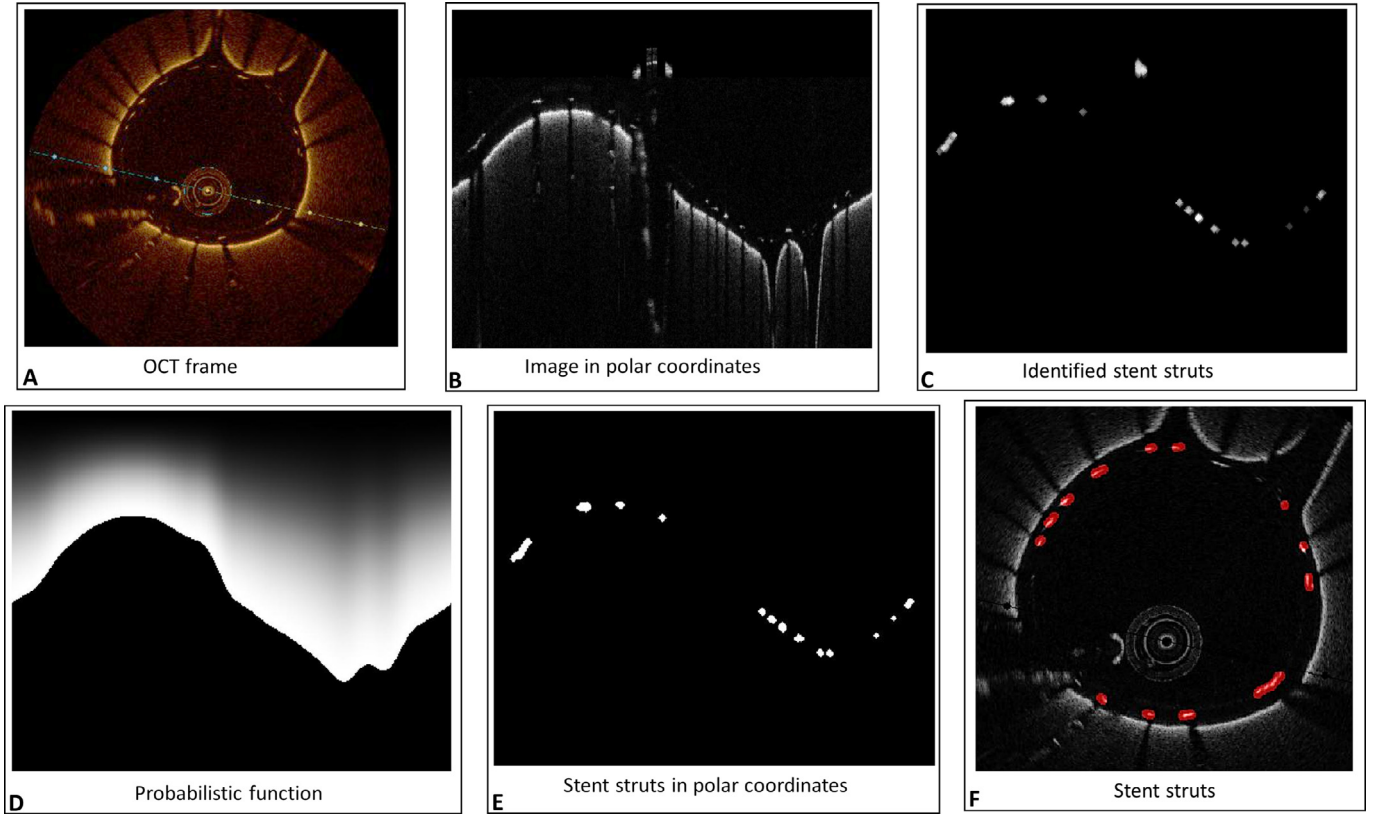 A
OCT frame
B
Image in polar coordinates
C
Identified stent struts
D
Probabilistic function
E
Stent struts in polar coordinates
F
Stent struts